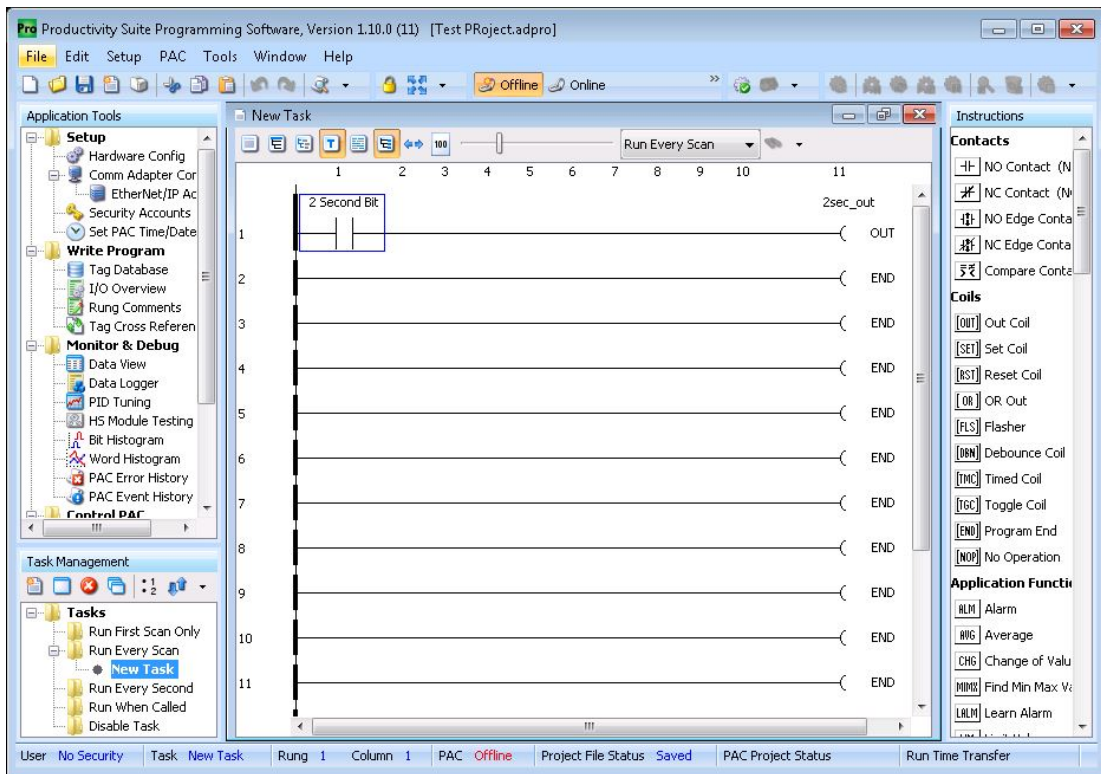 Pro Productivity Suite Programming Software, Version 1.10.0 (11) [Test PRoject.adpro]
File Edit Setup PAC Tools Window Help
Offline Online
Application Tools
Setup
Hardware Config
Comm Adapter Cor
EtherNet/IP Ac
Security Accounts
Set PAC Time/Date
Write Program
Tag Database
I/O Overview
Rung Comments
Tag Cross Referen
Monitor & Debug
Data View
Data Logger
PID Tuning
HS Module Testing
Bit Histogram
Word Histogram
PAC Error History
PAC Event History
Control PAC
Task Management
Tasks
Run First Scan Only
Run Every Scan
New Task
Run Every Second
Run When Called
Disable Task
New Task
T 100 Run Every Scan
1 2 3 4 5 6 7 8 9 10 11
2 Second Bit 2sec_out
1 OUT
2 END
3 END
4 END
5 END
6 END
7 END
8 END
9 END
10 END
11 END
Instructions
Contacts
NO Contact (N
NC Contact (N
NO Edge Conta
NC Edge Conta
Compare Conta
Coils
[OUT] Out Coil
[SET] Set Coil
[RST] Reset Coil
[OR] OR Out
[FLS] Flasher
[DBN] Debounce Coil
[TMC] Timed Coil
[TGC] Toggle Coil
[END] Program End
[NOP] No Operation
Application Functi
ALM Alarm
AVG Average
CHG Change of Valu
MIMX Find Min Max Va
LALM Learn Alarm
User No Security Task New Task Rung 1 Column 1 PAC Offline Project File Status Saved PAC Project Status Run Time Transfer